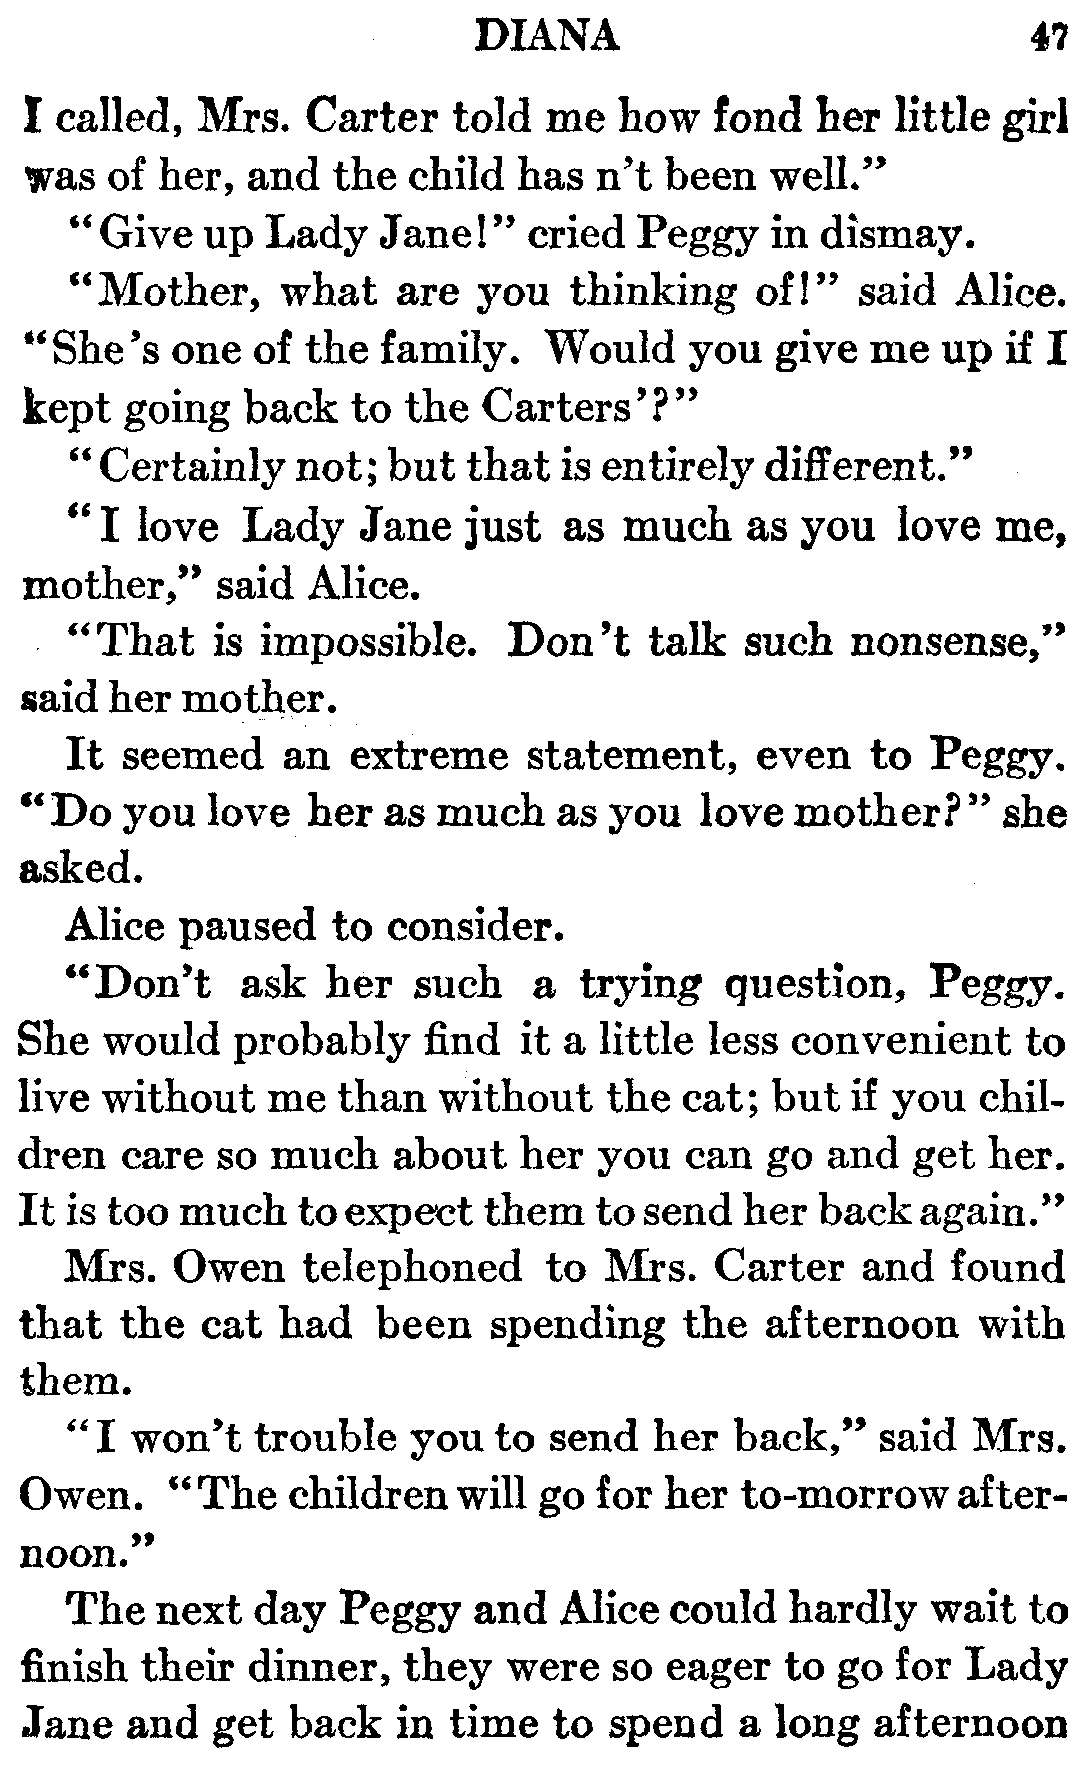 DIANA 47
I called, Mrs. Carter told me how fond her little girl
was of her, and the child has n't been well."
"Give up Lady Jane!" cried Peggy in dismay.
"Mother, what are you thinking of!" said Alice.
"She's one of the family. Would you give me up if I
kept going back to the Carters'?"
"Certainly not; but that is entirely different."
"I love Lady Jane just as much as you love me,
mother," said Alice.
"That is impossible. Don't talk such nonsense,"
said her mother.
It seemed an extreme statement, even to Peggy.
"Do you love her as much as you love mother?" she
asked.
Alice paused to consider.
"Don't ask her such a trying question, Peggy.
She would probably find it a little less convenient to
live without me than without the cat; but if you chil-
dren care so much about her you can go and get her.
It is too much to expect them to send her back again."
Mrs. Owen telephoned to Mrs. Carter and found
that the cat had been spending the afternoon with
them.
"I won't trouble you to send her back," said Mrs.
Owen. "The children will go for her to-morrow after-
noon."
The next day Peggy and Alice could hardly wait to
finish their dinner, they were so eager to go for Lady
Jane and get back in time to spend a long afternoon